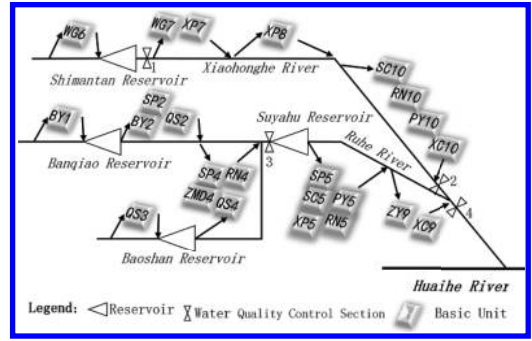 WG6
WG7 XP7
XP8
1
Shimantan Reservoir
Xiaohonghe River
SC10
RN10
PY10
XC10
SP2
BY1
BY2 QS2
Suyahu Reservoir
Banqiao Reservoir
3
Ruhe River
SP4 RN4
ZMD4 QS4
SP5
SC5 PY5
XP5 RN5
2
4
ZY9 XC9
QS3
Baoshan Reservoir
Huaihe River
Legend: Reservoir Water Quality Control Section Basic Unit